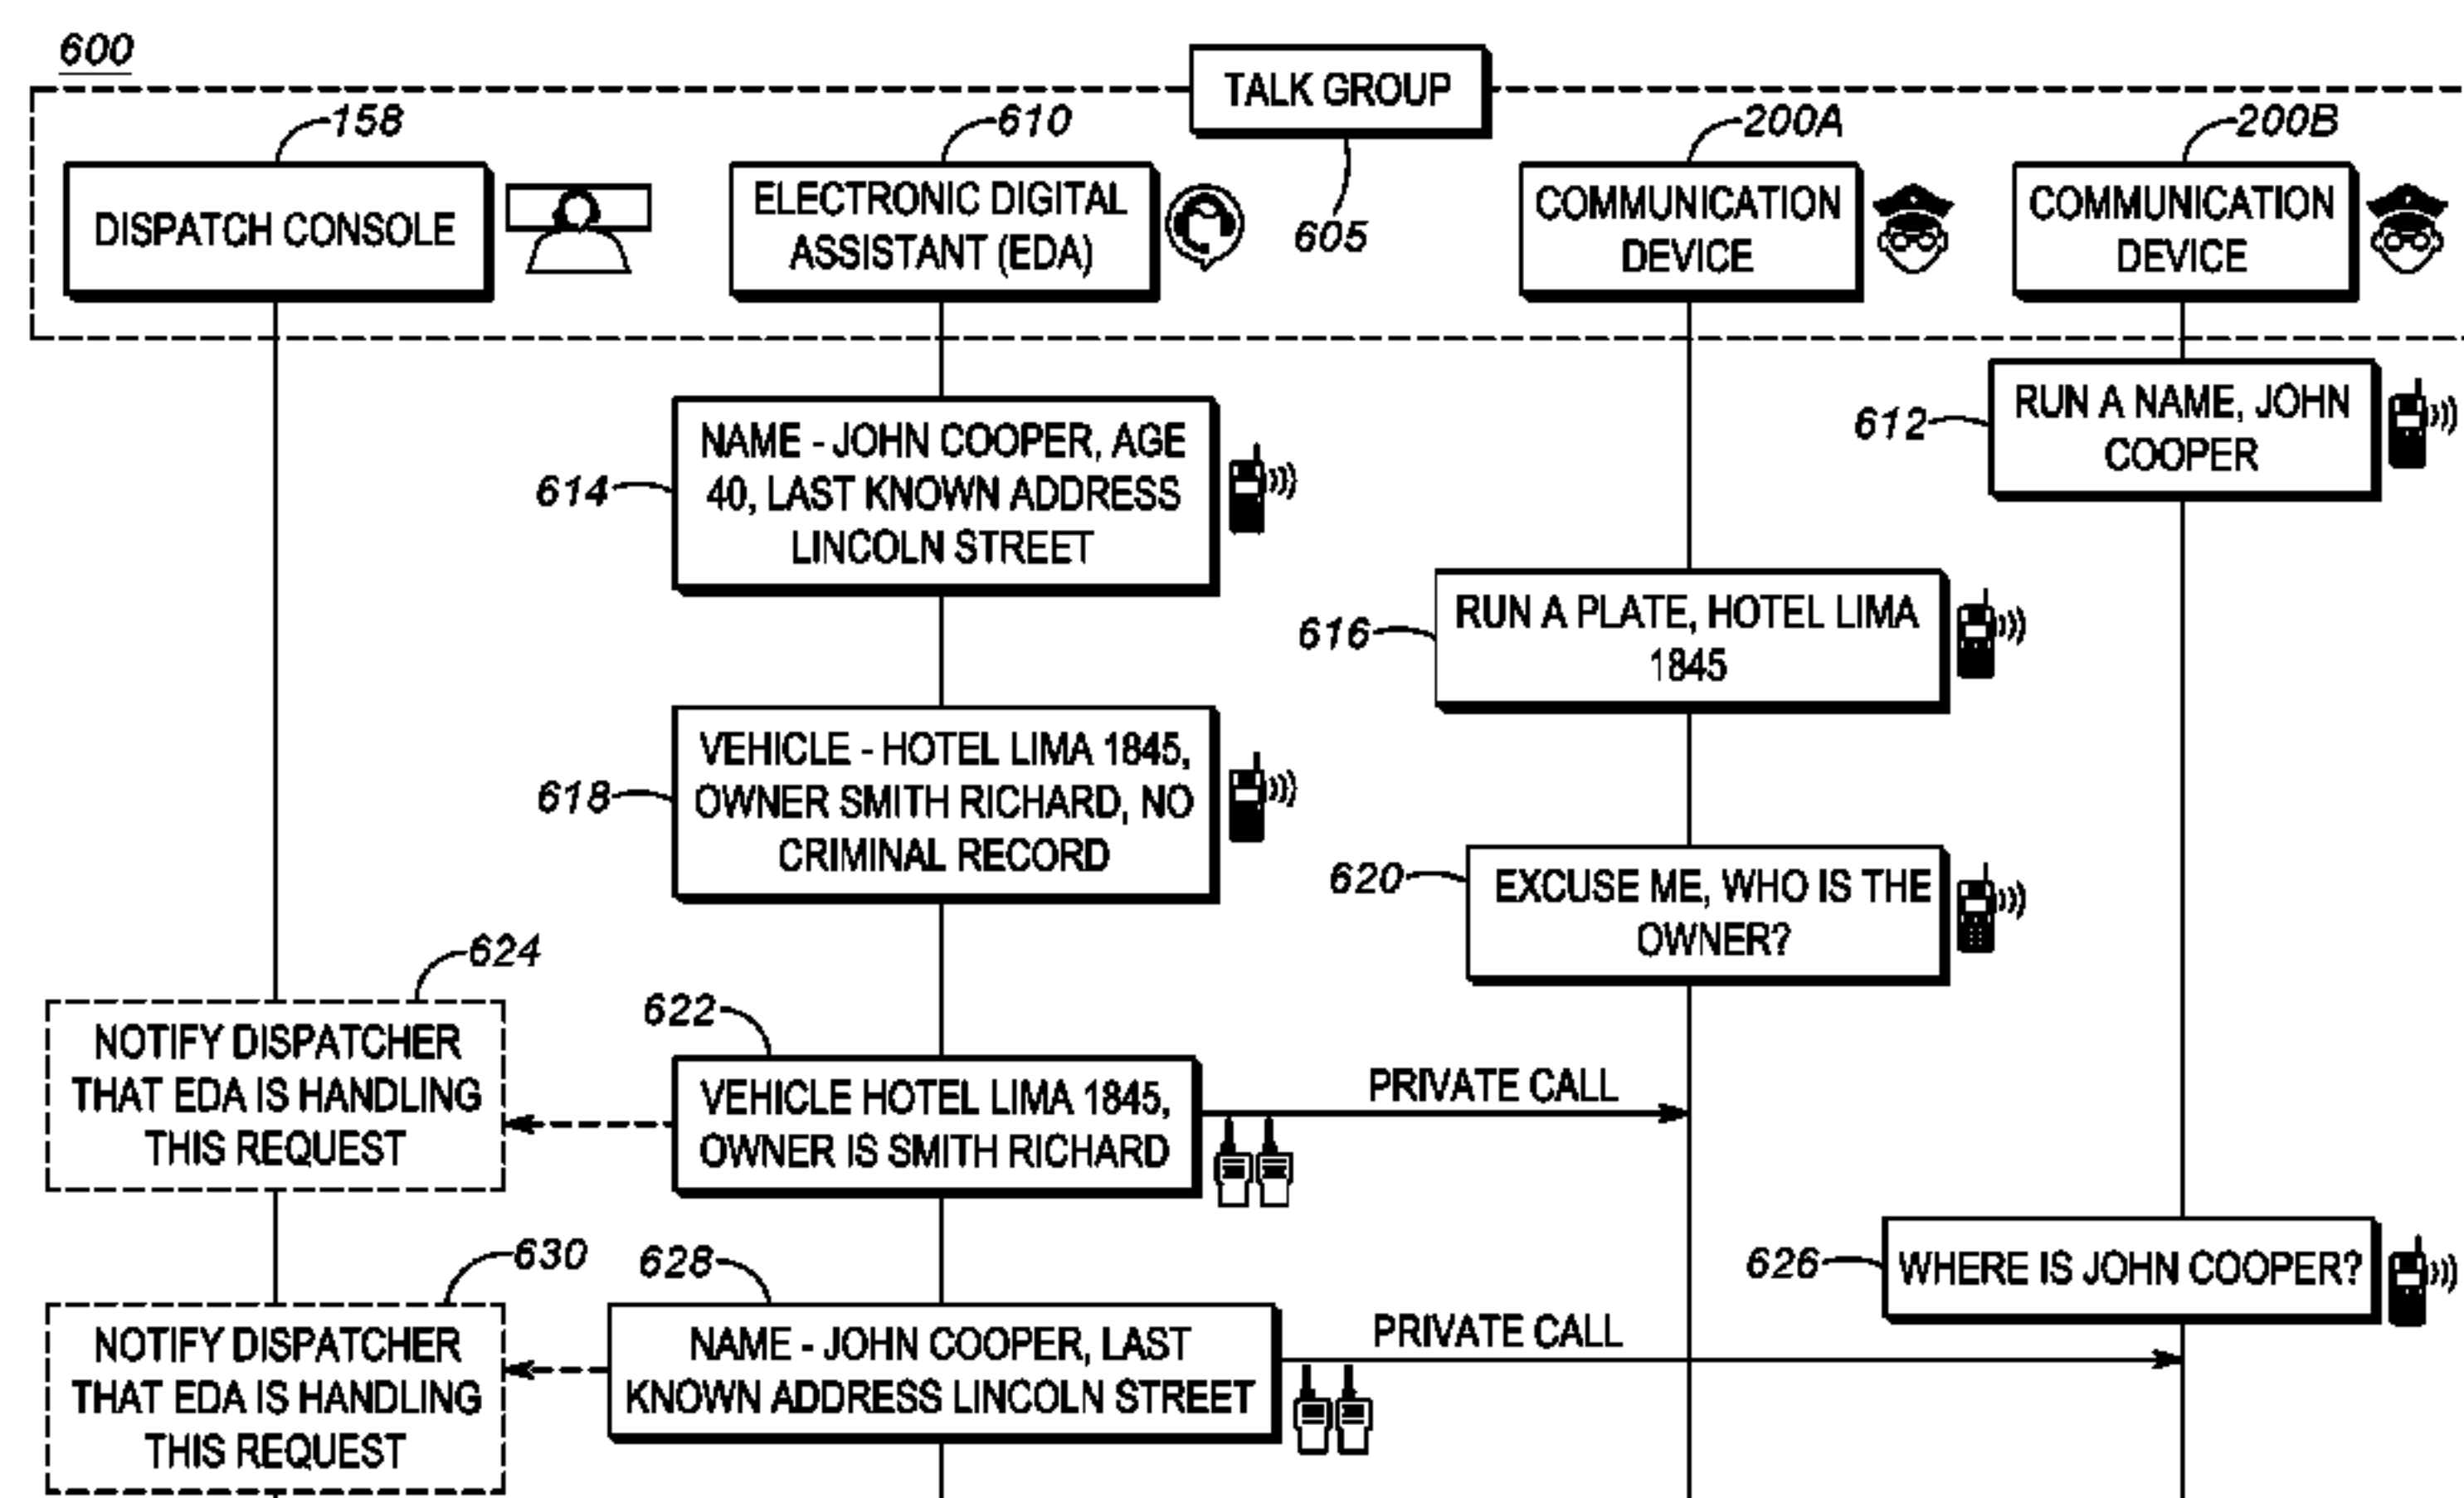 600
TALK GROUP
605
158
DISPATCH CONSOLE
610
ELECTRONIC DIGITAL
ASSISTANT (EDA)
200A
COMMUNICATION
DEVICE
200B
COMMUNICATION
DEVICE
612
RUN A NAME, JOHN
COOPER
614
NAME - JOHN COOPER, AGE
40, LAST KNOWN ADDRESS
LINCOLN STREET
616
RUN A PLATE, HOTEL LIMA
1845
618
VEHICLE - HOTEL LIMA 1845,
OWNER SMITH RICHARD, NO
CRIMINAL RECORD
620
EXCUSE ME, WHO IS THE
OWNER?
624
NOTIFY DISPATCHER
THAT EDA IS HANDLING
THIS REQUEST
622
VEHICLE HOTEL LIMA 1845,
OWNER IS SMITH RICHARD
PRIVATE CALL
626
WHERE IS JOHN COOPER?
630
NOTIFY DISPATCHER
THAT EDA IS HANDLING
THIS REQUEST
628
NAME - JOHN COOPER, LAST
KNOWN ADDRESS LINCOLN STREET
PRIVATE CALL